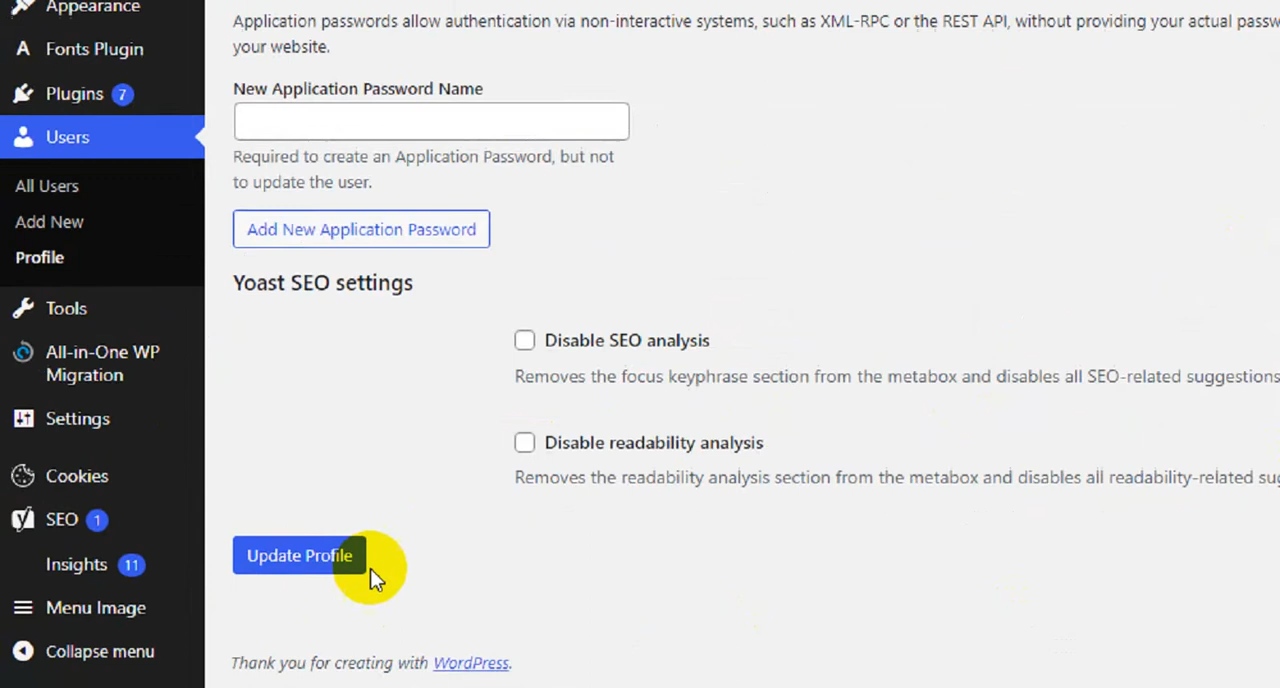 Appearance
Fonts Plugin
Plugins 7
Users
All Users
Add New
Profile
Tools
All-in-One WP
Migration
Settings
Cookies
SEO 1
Insights 11
Menu Image
Collapse menu
Application passwords allow authentication via non-interactive systems, such as XML-RPC or the REST API, without providing your actual
your website.
New Application Password Name
Required to create an Application Password, but not
to update the user.
Add New Application Password
Yoast SEO settings
Disable SEO analysis
Removes the focus keyphrase section from the metabox and disables all SEO-related suggestions
Disable readability analysis
Removes the readability analysis section from the metabox and disables all readability-related
Update Profile
Thank you for creating with WordPress.